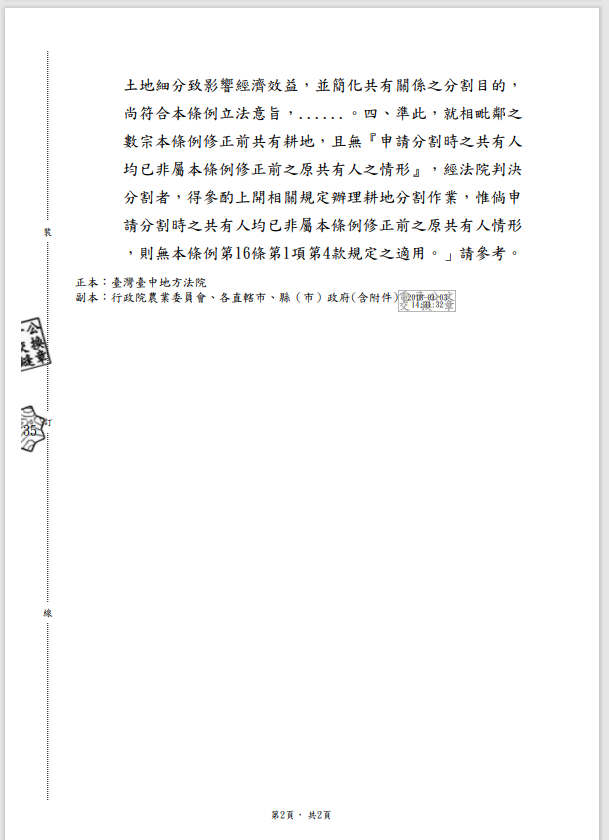 土地細分致影響經濟效益，並簡化共有關係之分割目的，
尚符合本條例立法意旨，......。四、準此，就相毗鄰之
數宗本條例修正前共有耕地，且無『申請分割時之共有人
均已非屬本條例修正前之原共有人之情形』，經法院判決
分割者，得參酌上開相關規定辦理耕地分割作業，惟倘申
請分割時之共有人均已非屬本條例修正前之原共有人情形
，則無本條例第16條第1項第4款規定之適用。」請參考。
正本：臺灣臺中地方法院
副本：行政院農業委員會、各直轄市、縣（市）政府(含附件)
2018-01-03
裝
公
換
章
訂
35
線
第2頁， 共2頁